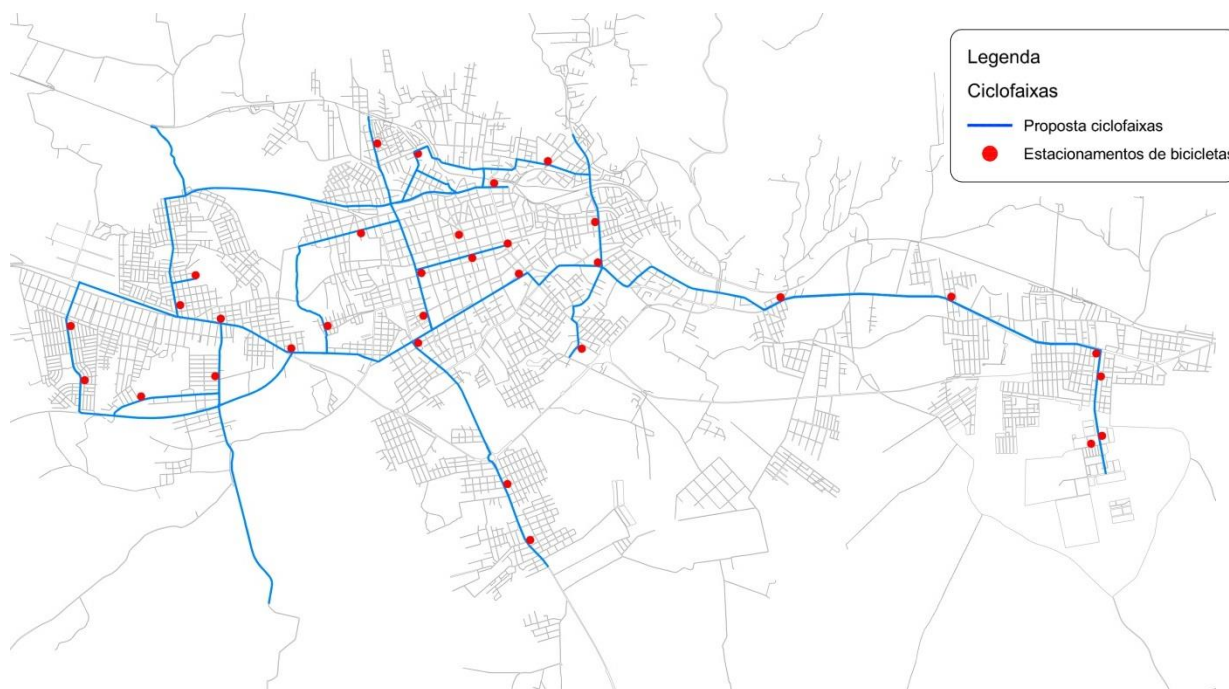 Legenda
Ciclofaixas
Proposta ciclofaixas
Estacionamentos de bicicletas